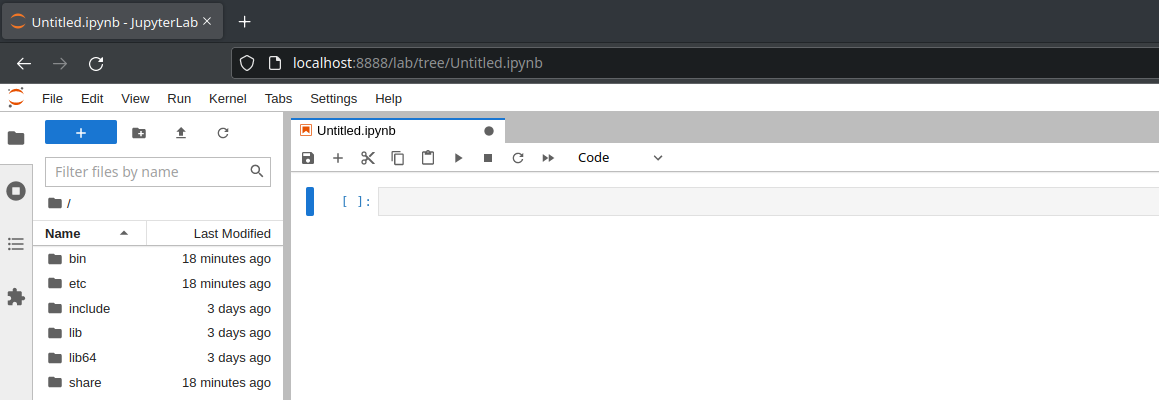 Untitled.ipynb - JupyterLab
localhost:8888/lab/tree/Untitled.ipynb
File Edit View Run Kernel Tabs Settings Help
Untitled.ipynb
Filter files by name
Code
/
[ ]:
Name Last Modified
bin 18 minutes ago
etc 18 minutes ago
include 3 days ago
lib 3 days ago
lib64 3 days ago
share 18 minutes ago